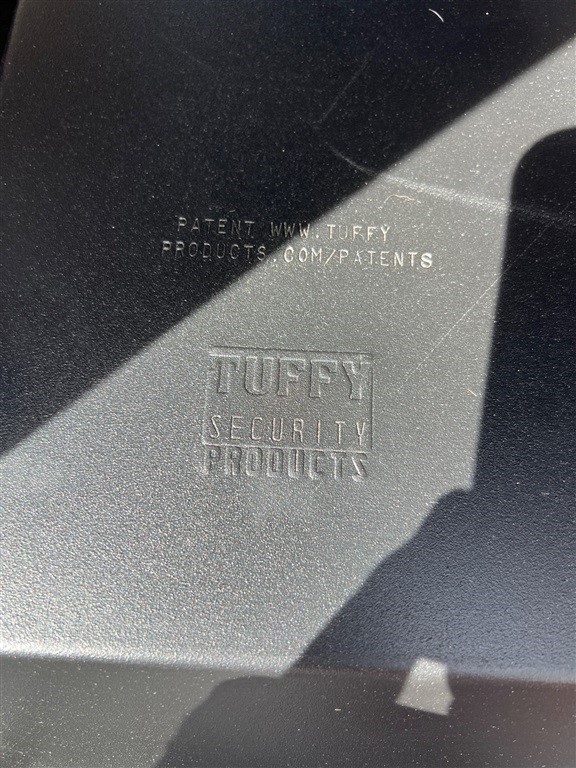 PATENT WWW.TUFFY
PRODUCTS.COM/PATENTS
TUFFY
SECURITY
PRODUCTS